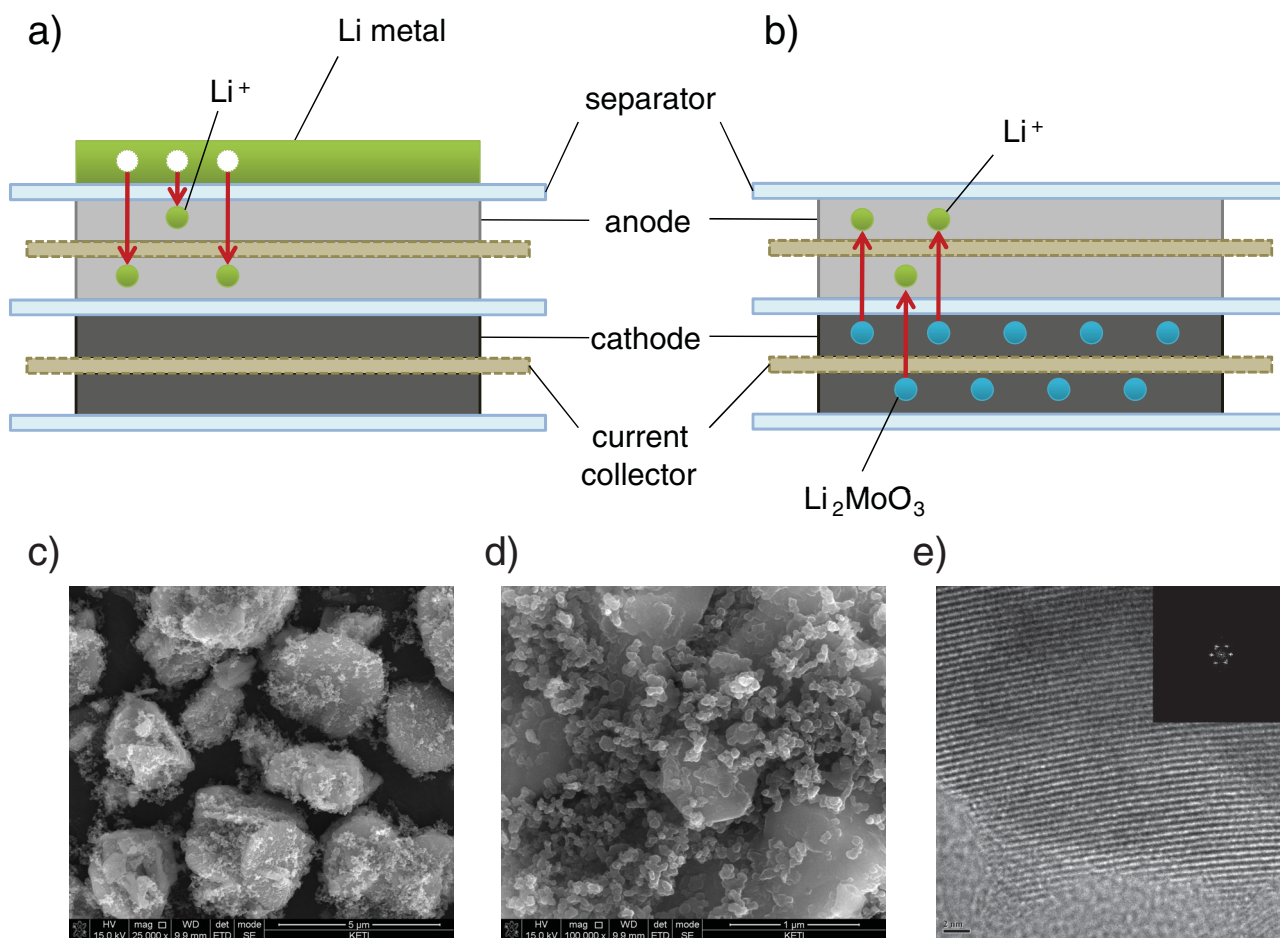 a)
Li metal
Li+
separator
b)
Li+
anode
cathode
current
collector
Li2MoO3
c)
d)
e)
HV mag □ WD det mode 5 µm
15.0 kV 25 000 x 9.9 mm ETD SE KETI
HV mag □ WD det mode 1 µm
15.0 kV 100 000 x 9.9 mm ETD SE KETI
2 nm